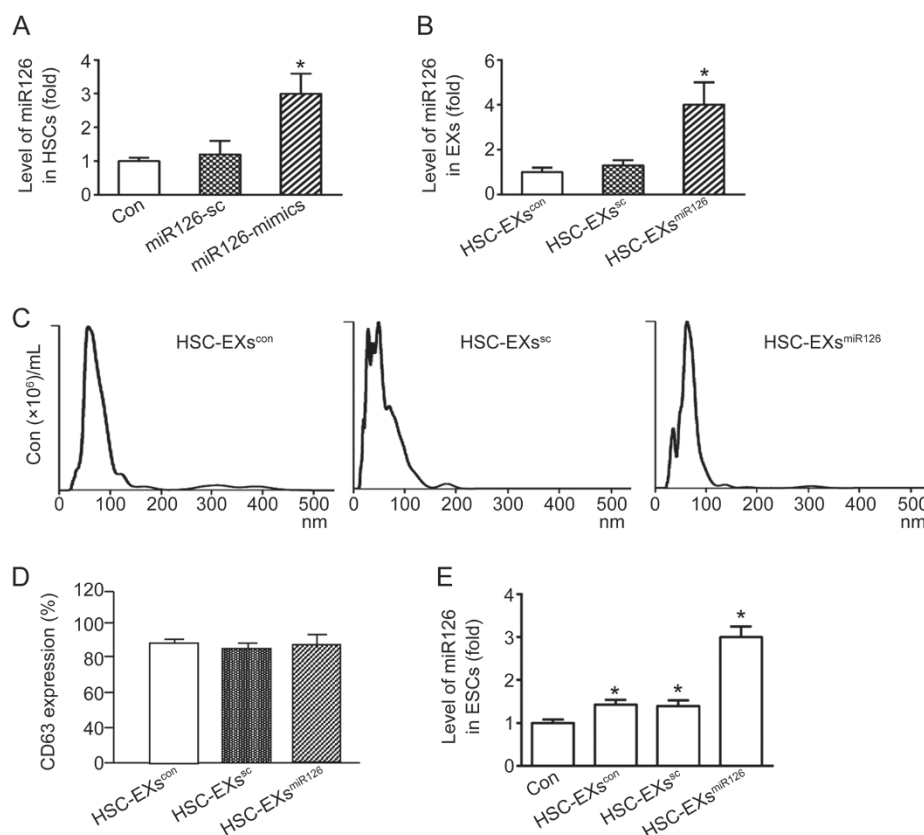 A
Level of miR126
in HSCs (fold)
4
3
2
1
0
*
Con
miR126-sc
miR126-mimics
B
Level of miR126
in EXs (fold)
6
4
2
0
*
HSC-EXsᶜᵒⁿ
HSC-EXsˢᶜ
HSC-EXsᵐⁱᴿ¹²⁶
C
Con (×10⁶)/mL
HSC-EXsᶜᵒⁿ
0 100 200 300 400 500
nm
HSC-EXsˢᶜ
0 100 200 300 400 500
nm
HSC-EXsᵐⁱᴿ¹²⁶
0 100 200 300 400 500
nm
D
CD63 expression (%)
120
100
80
60
40
0
HSC-EXsᶜᵒⁿ
HSC-EXsˢᶜ
HSC-EXsᵐⁱᴿ¹²⁶
E
Level of miR126
in ESCs (fold)
4
3
2
1
0
*
*
*
Con
HSC-EXsᶜᵒⁿ
HSC-EXsˢᶜ
HSC-EXsᵐⁱᴿ¹²⁶